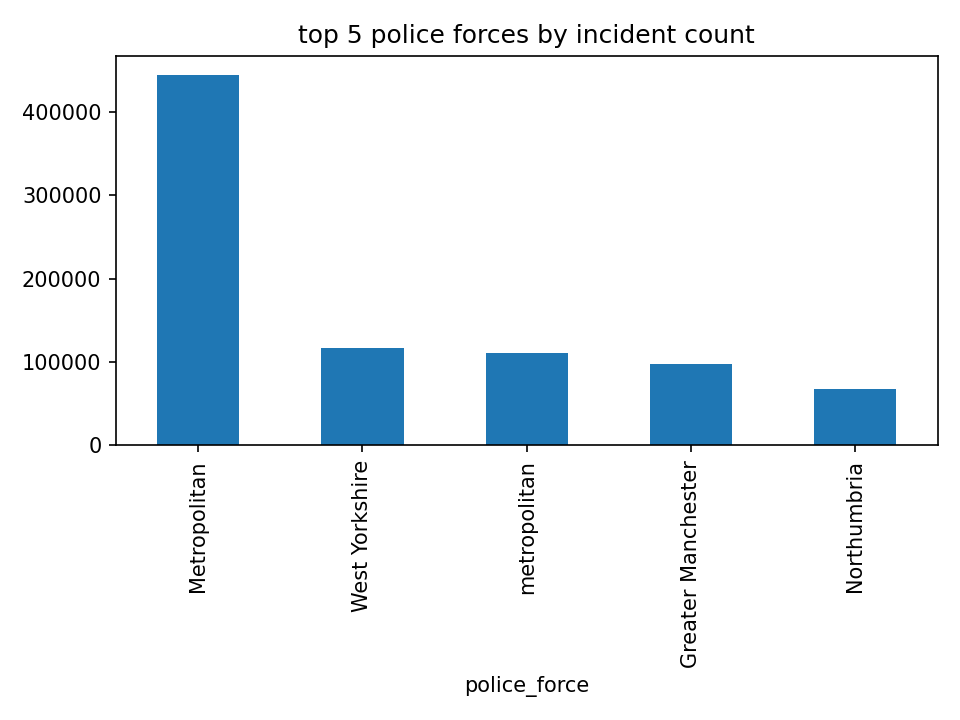 top 5 police forces by incident count
400000
300000
200000
100000
0
Metropolitan
West Yorkshire
metropolitan
Greater Manchester
Northumbria
police_force